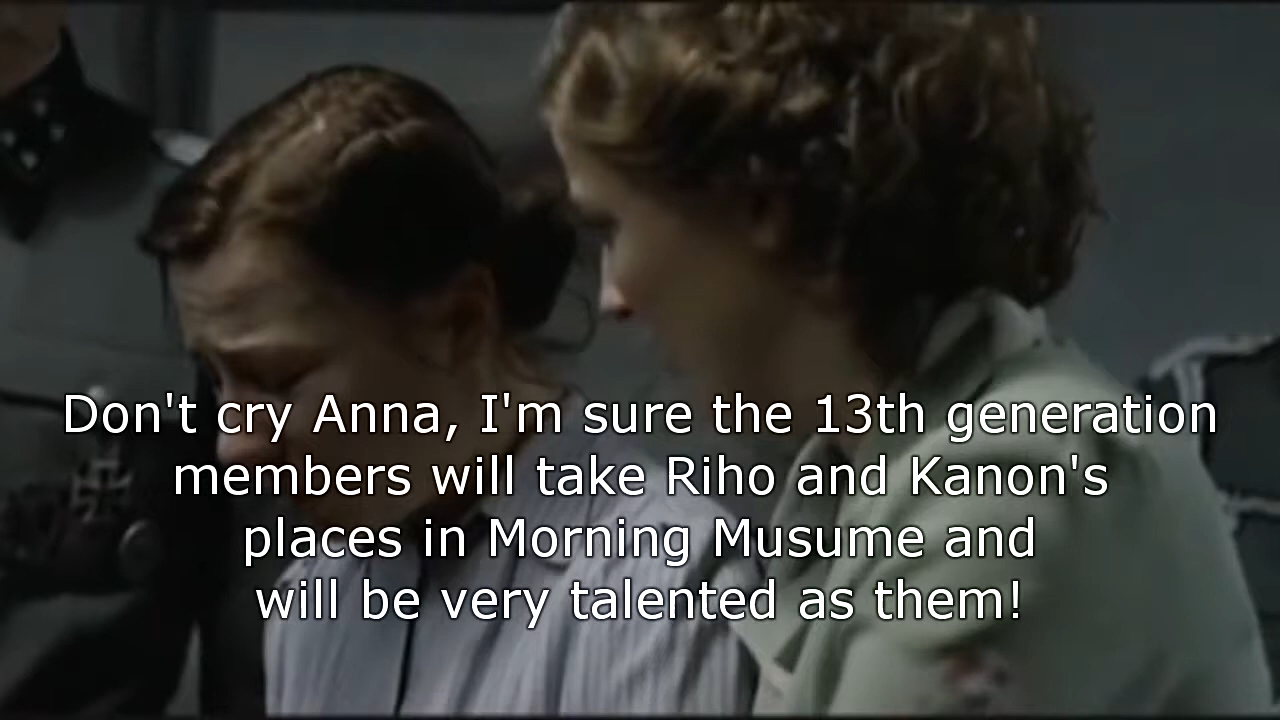 Don't cry Anna, I'm sure the 13th generation
members will take Riho and Kanon's
places in Morning Musume and
will be very talented as them!